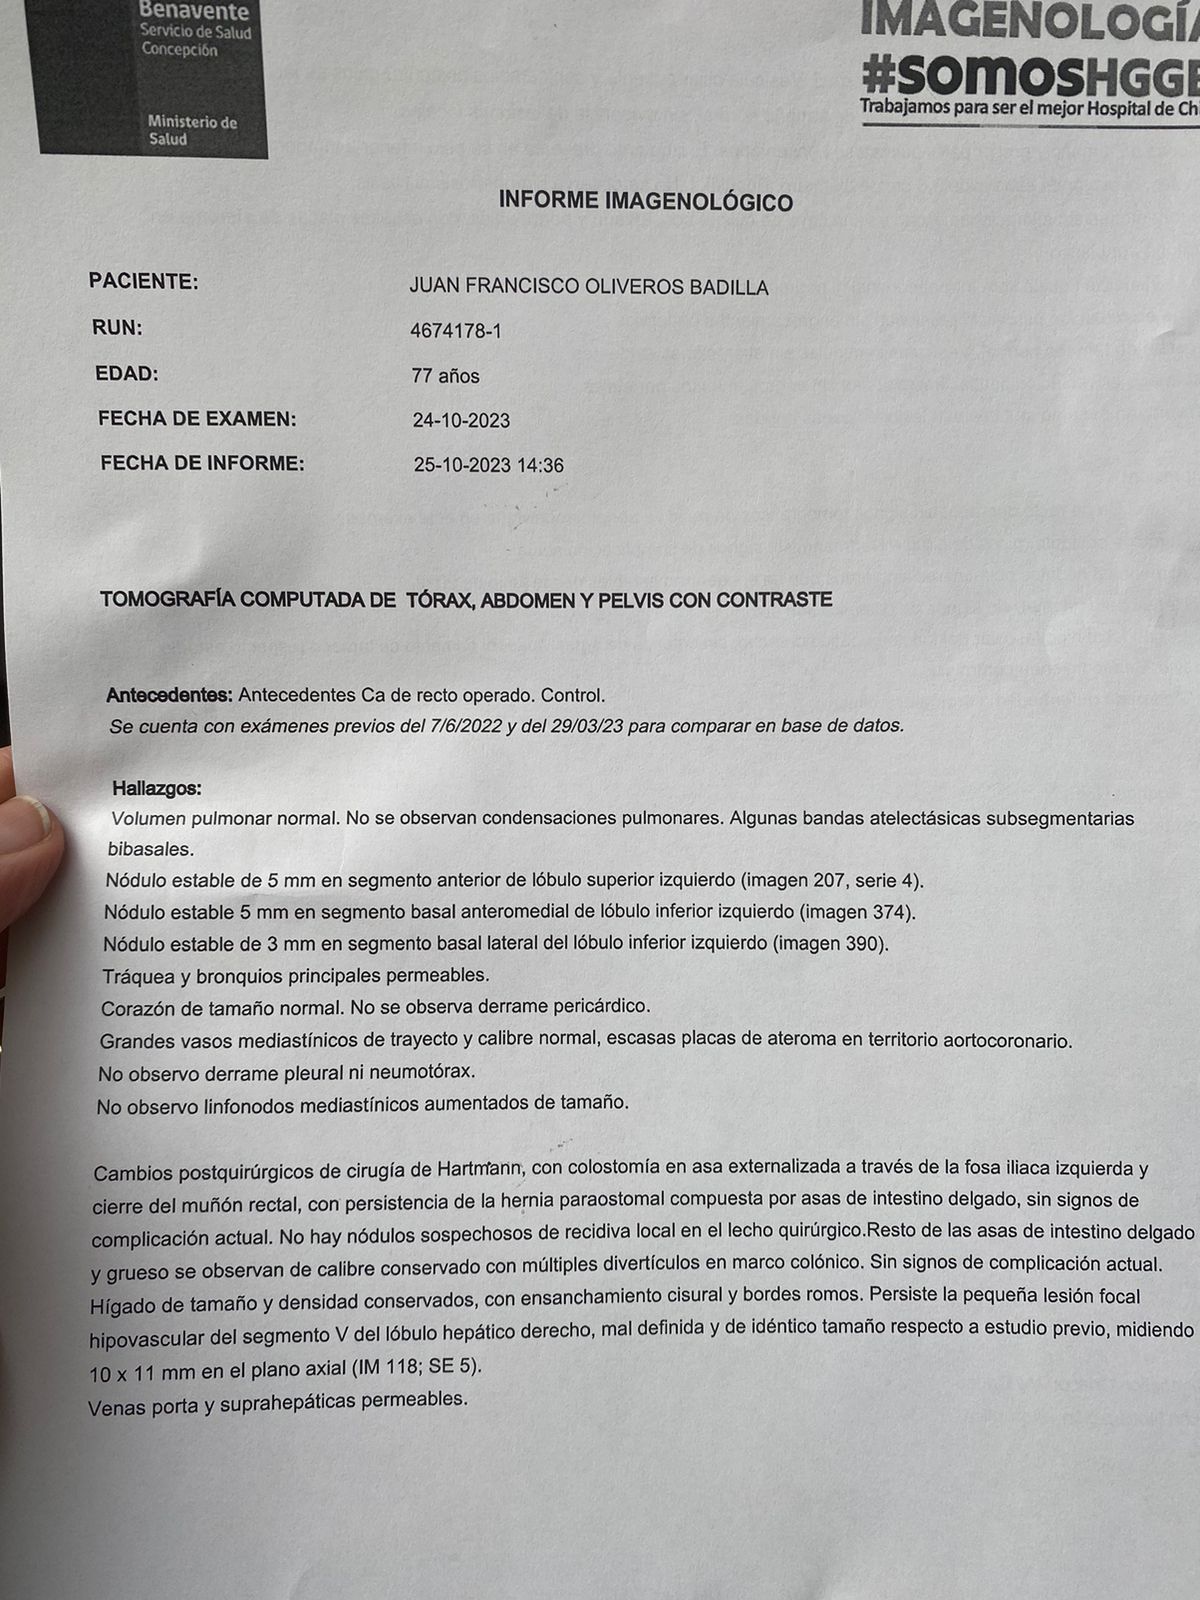 Benavente
Servicio de Salud
Concepción
Ministerio de
Salud
IMAGENOLOGÍA
#SOMOSHGGB
Trabajamos para ser el mejor Hospital de Ch
INFORME IMAGENOLÓGICO
PACIENTE: JUAN FRANCISCO OLIVEROS BADILLA
RUN: 4674178-1
EDAD: 77 años
FECHA DE EXAMEN: 24-10-2023
FECHA DE INFORME: 25-10-2023 14:36
TOMOGRAFÍA COMPUTADA DE TÓRAX, ABDOMEN Y PELVIS CON CONTRASTE
Antecedentes: Antecedentes Ca de recto operado. Control.
Se cuenta con exámenes previos del 7/6/2022 y del 29/03/23 para comparar en base de datos.
Hallazgos:
Volumen pulmonar normal. No se observan condensaciones pulmonares. Algunas bandas atelectásicas subsegmentarias
bibasales.
Nódulo estable de 5 mm en segmento anterior de lóbulo superior izquierdo (imagen 207, serie 4).
Nódulo estable 5 mm en segmento basal anteromedial de lóbulo inferior izquierdo (imagen 374).
Nódulo estable de 3 mm en segmento basal lateral del lóbulo inferior izquierdo (imagen 390).
Tráquea y bronquios principales permeables.
Corazón de tamaño normal. No se observa derrame pericárdico.
Grandes vasos mediastínicos de trayecto y calibre normal, escasas placas de ateroma en territorio aortocoronario.
No observo derrame pleural ni neumotórax.
No observo linfonodos mediastínicos aumentados de tamaño.
Cambios postquirúrgicos de cirugía de Hartmann, con colostomía en asa externalizada a través de la fosa iliaca izquierda y
cierre del muñón rectal, con persistencia de la hernia paraostomal compuesta por asas de intestino delgado, sin signos de
complicación actual. No hay nódulos sospechosos de recidiva local en el lecho quirúrgico.Resto de las asas de intestino delgado
y grueso se observan de calibre conservado con múltiples divertículos en marco colónico. Sin signos de complicación actual.
Hígado de tamaño y densidad conservados, con ensanchamiento cisural y bordes romos. Persiste la pequeña lesión focal
hipovascular del segmento V del lóbulo hepático derecho, mal definida y de idéntico tamaño respecto a estudio previo, midiendo
10 x 11 mm en el plano axial (IM 118; SE 5).
Venas porta y suprahepáticas permeables.